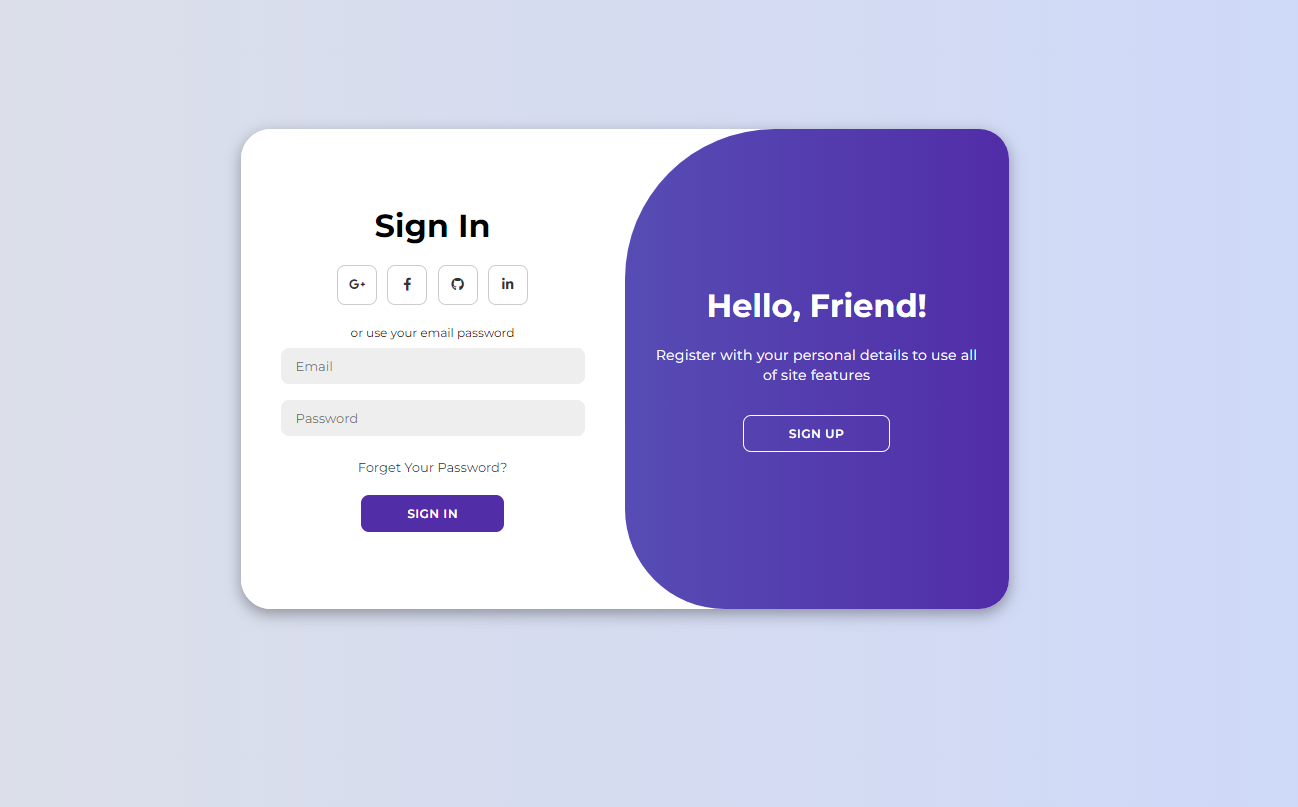 Sign In
G+ f in
or use your email password
Email
Password
Forget Your Password?
SIGN IN
Hello, Friend!
Register with your personal details to use all
of site features
SIGN UP